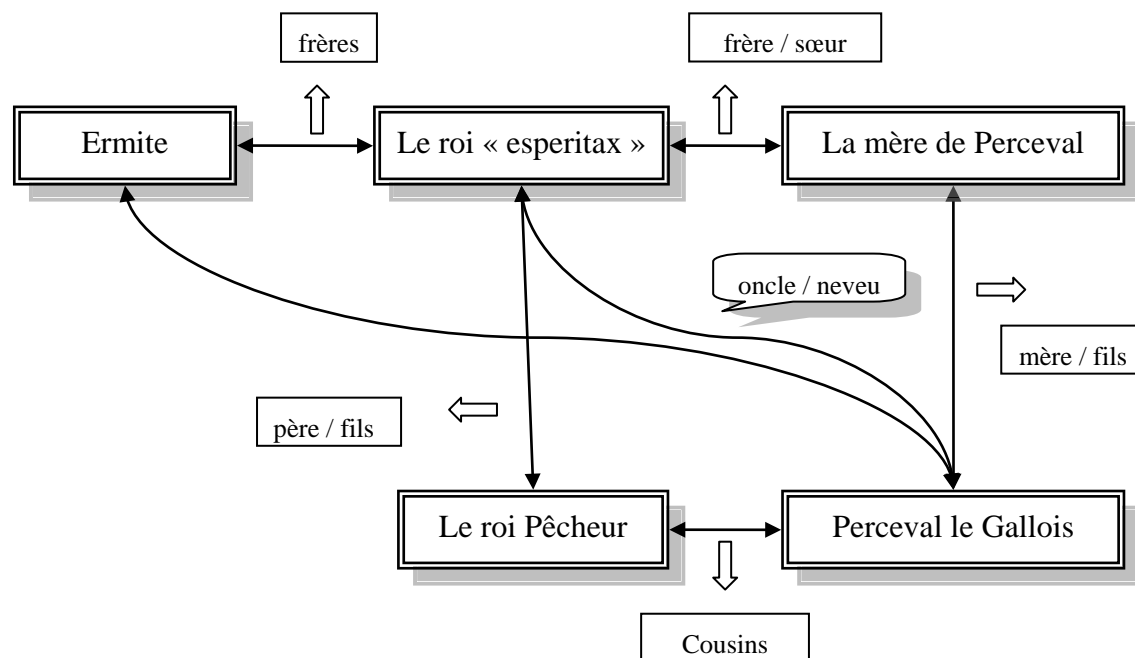 frères
frère / sœur
Ermite
Le roi « esperitax »
La mère de Perceval
oncle / neveu
mère / fils
père / fils
Le roi Pêcheur
Perceval le Gallois
Cousins